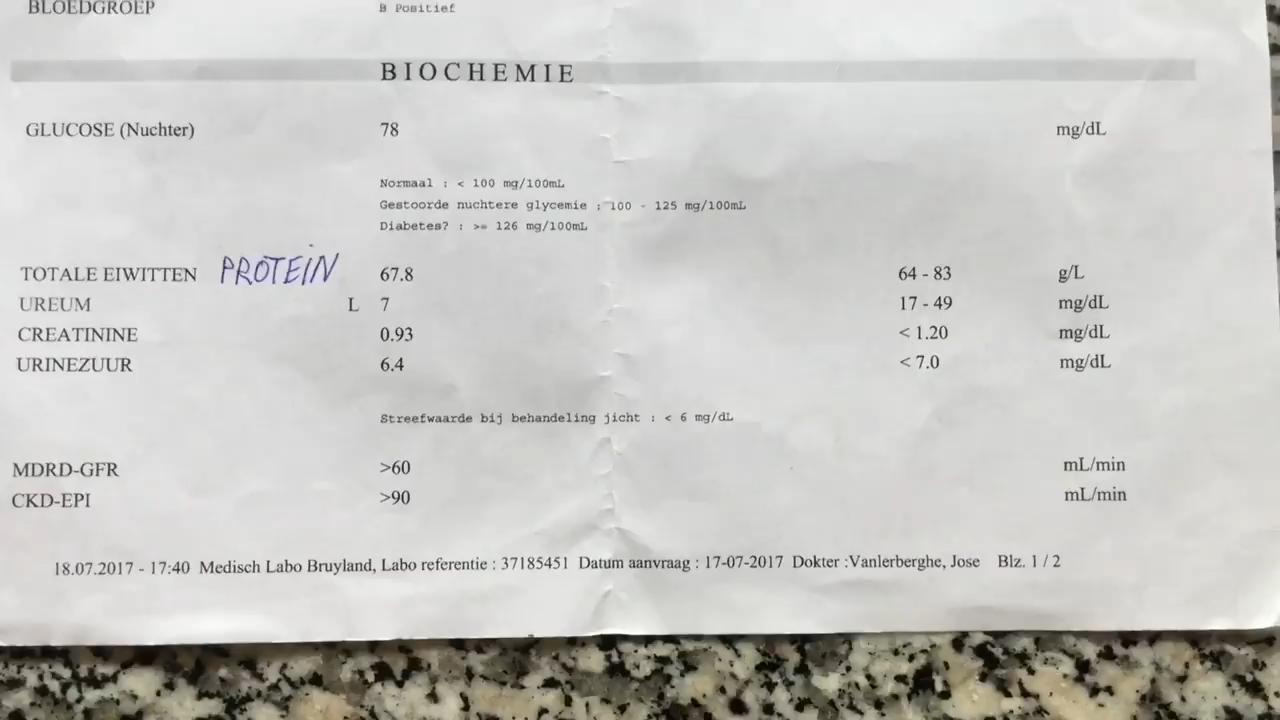 BLOEDGROEP B Positief
BIOCHEMIE
GLUCOSE (Nuchter) 78 mg/dL
Normaal : < 100 mg/100mL
Gestoorde nuchtere glycemie : 100 - 125 mg/100mL
Diabetes? : >= 126 mg/100mL
TOTALE EIWITTEN PROTEIN 67.8 64 - 83 g/L
UREUM L 7 17 - 49 mg/dL
CREATININE 0.93 < 1.20 mg/dL
URINEZUUR 6.4 < 7.0 mg/dL
Streefwaarde bij behandeling jicht : < 6 mg/dL
MDRD-GFR >60 mL/min
CKD-EPI >90 mL/min
18.07.2017 - 17:40 Medisch Labo Bruyland, Labo referentie : 37185451 Datum aanvraag : 17-07-2017 Dokter :Vanlerberghe, Jose Blz. 1 / 2